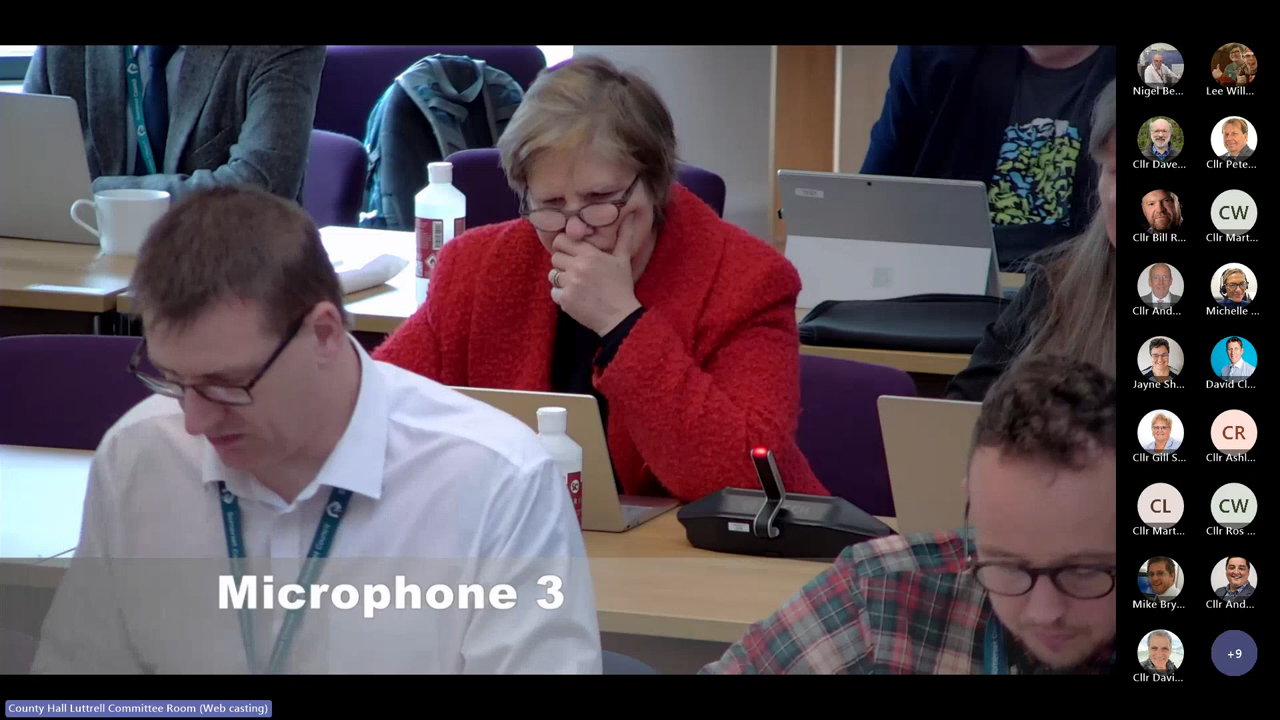 Nigel Be...
Lee Will...
Cllr Dave...
Cllr Pete...
Cllr Bill R...
CW
Cllr Mart...
Cllr And...
Michelle ...
Jayne Sh...
David Cl...
Cllr Gill S...
CR
Cllr Ashl...
CL
Cllr Mart...
CW
Cllr Ros ...
Mike Bry...
Cllr And...
Cllr Davi...
+9
Microphone 3
County Hall Luttrell Committee Room (Web casting)